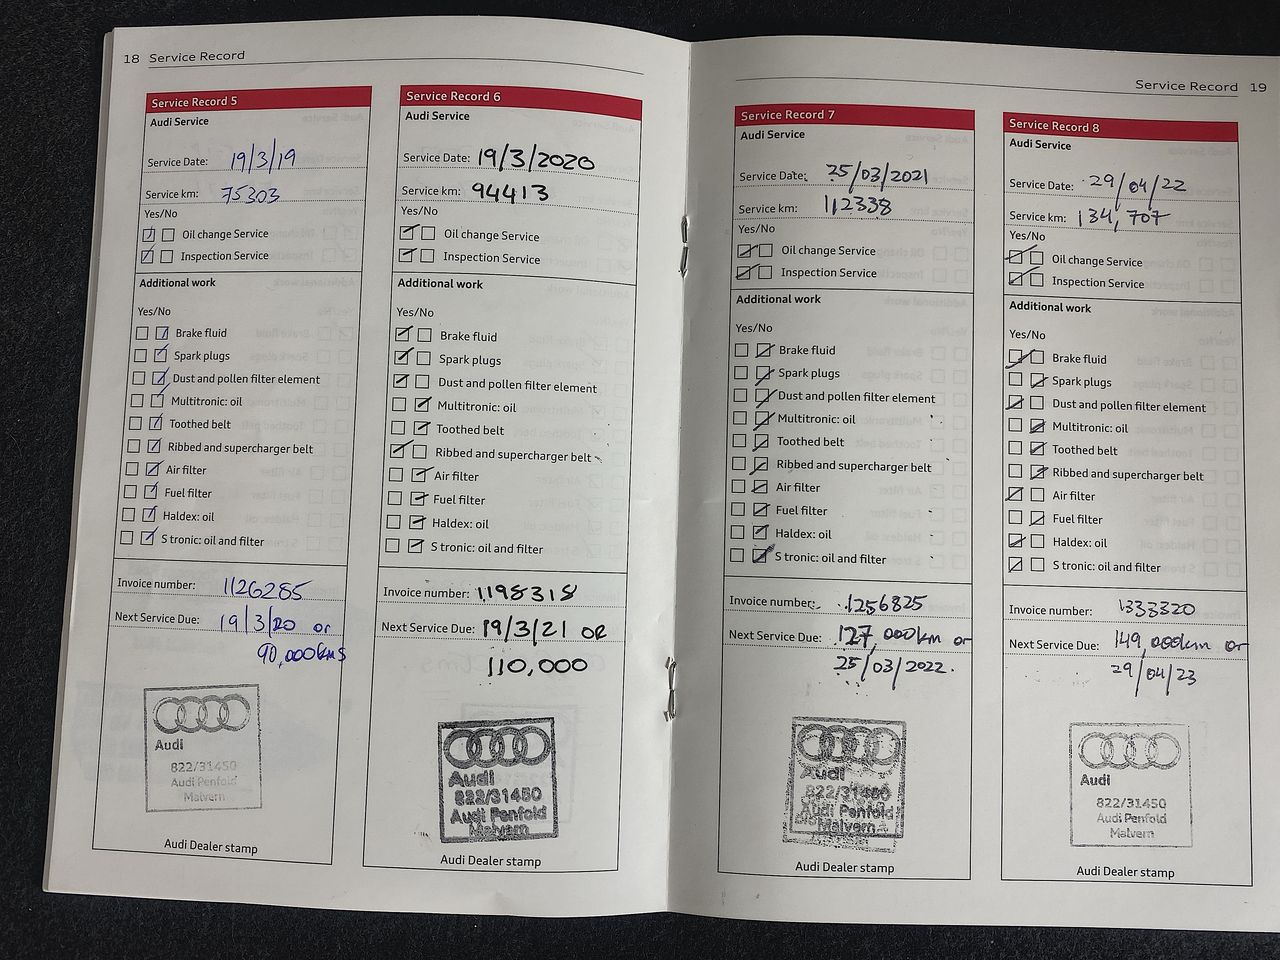 18 Service Record
Service Record 5
Audi Service
Service Date: 19/3/19
Service km: 75303
Yes/No
Oil change Service
Inspection Service
Additional work
Yes/No
Brake fluid
Spark plugs
Dust and pollen filter element
Multitronic: oil
Toothed belt
Ribbed and supercharger belt
Air filter
Fuel filter
Haldex: oil
S tronic: oil and filter
Invoice number: 1126285
Next Service Due: 19/3/20 or
90,000kms
Audi
822/31450
Audi Penfold
Malvern
Audi Dealer stamp
Service Record 6
Audi Service
Service Date: 19/3/2020
Service km: 94413
Yes/No
Oil change Service
Inspection Service
Additional work
Yes/No
Brake fluid
Spark plugs
Dust and pollen filter element
Multitronic: oil
Toothed belt
Ribbed and supercharger belt
Air filter
Fuel filter
Haldex: oil
S tronic: oil and filter
Invoice number: 1198318
Next Service Due: 19/3/21 OR
110,000
Audi
822/31450
Audi Penfold
Malvern
Audi Dealer stamp
Service Record 19
Service Record 7
Audi Service
Service Date: 25/03/2021
Service km: 112338
Yes/No
Oil change Service
Inspection Service
Additional work
Yes/No
Brake fluid
Spark plugs
Dust and pollen filter element
Multitronic: oil
Toothed belt
Ribbed and supercharger belt
Air filter
Fuel filter
Haldex: oil
S tronic: oil and filter
Invoice number: 1256825
Next Service Due: 127,000km or
25/03/2022.
Audi
822/31450
Audi Penfold
Malvern
Audi Dealer stamp
Service Record 8
Audi Service
Service Date: 29/04/22
Service km: 134,707
Yes/No
Oil change Service
Inspection Service
Additional work
Yes/No
Brake fluid
Spark plugs
Dust and pollen filter element
Multitronic: oil
Toothed belt
Ribbed and supercharger belt
Air filter
Fuel filter
Haldex: oil
S tronic: oil and filter
Invoice number: 1333320
Next Service Due: 149,000km or
29/04/23
Audi
822/31450
Audi Penfold
Malvern
Audi Dealer stamp